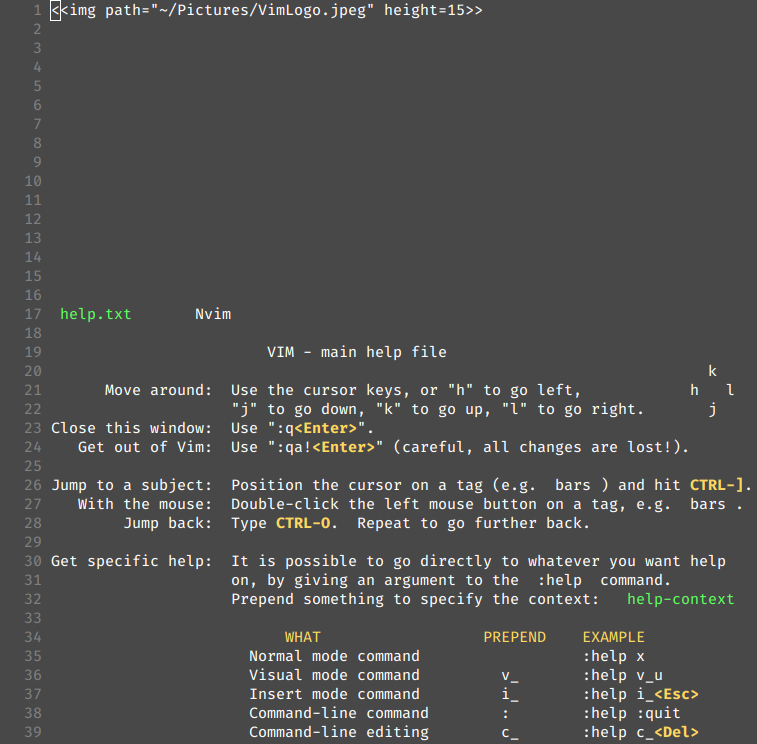 1 <<img path="~/Pictures/VimLogo.jpeg" height=15>>
2
3
4
5
6
7
8
9
10
11
12
13
14
15
16
17 help.txt Nvim
18
19 VIM - main help file
20 k
21 Move around: Use the cursor keys, or "h" to go left, h l
22 "j" to go down, "k" to go up, "l" to go right. j
23 Close this window: Use ":q<Enter>".
24 Get out of Vim: Use ":qa!<Enter>" (careful, all changes are lost!).
25
26 Jump to a subject: Position the cursor on a tag (e.g. bars ) and hit CTRL-].
27 With the mouse: Double-click the left mouse button on a tag, e.g. bars .
28 Jump back: Type CTRL-O. Repeat to go further back.
29
30 Get specific help: It is possible to go directly to whatever you want help
31 on, by giving an argument to the :help command.
32 Prepend something to specify the context: help-context
33
34 WHAT PREPEND EXAMPLE
35 Normal mode command :help x
36 Visual mode command v_ :help v_u
37 Insert mode command i_ :help i_<Esc>
38 Command-line command : :help :quit
39 Command-line editing c_ :help c_<Del>